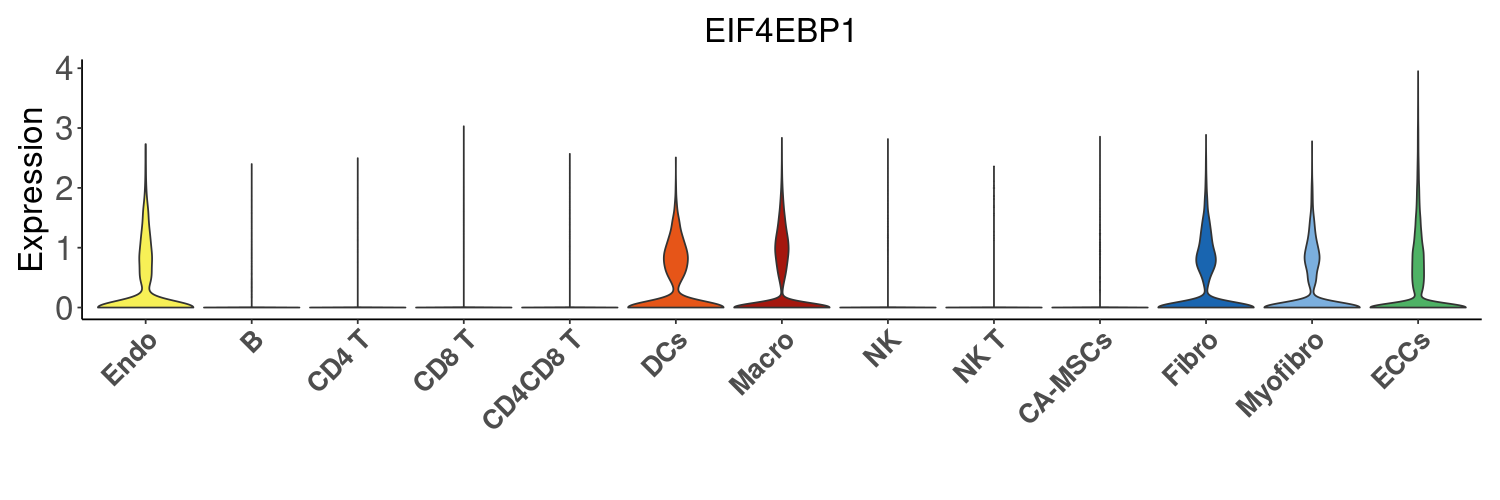 EIF4EBP1
Expression
4
3
2
1
0
Endo
B
CD4 T
CD8 T
CD4CD8 T
DCs
Macro
NK
NK T
CA-MSCs
Fibro
Myofibro
ECCs